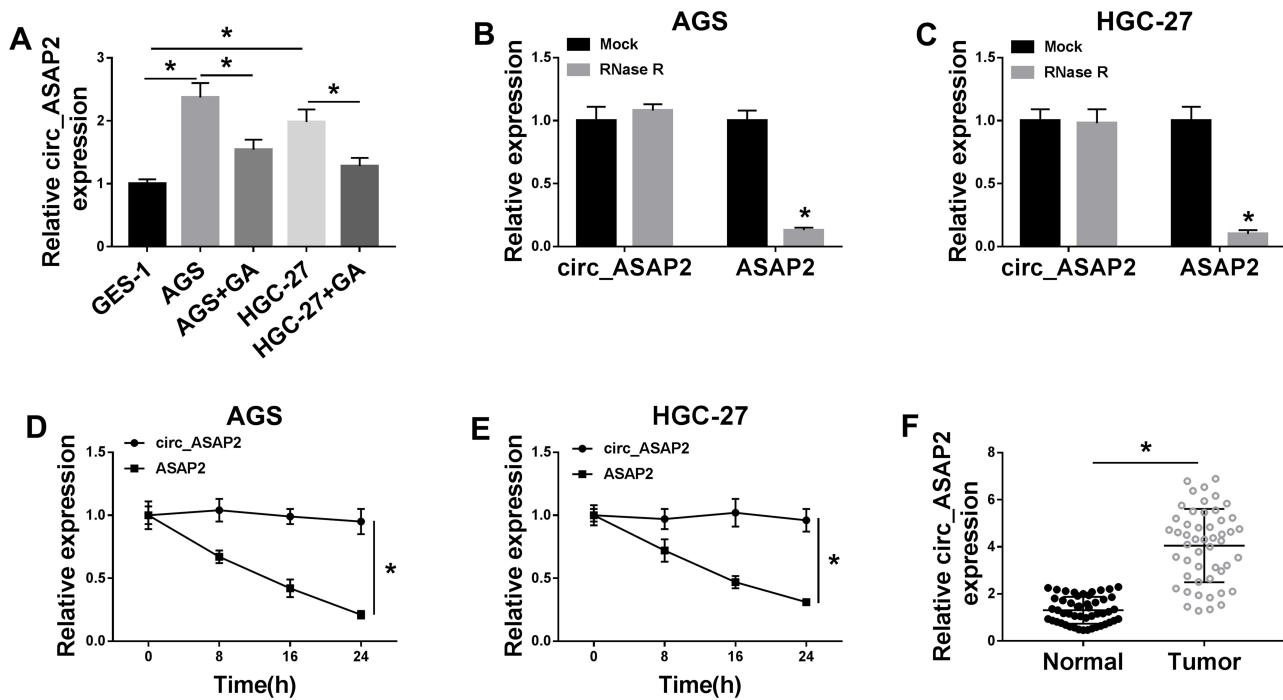 A
Relative circ_ASAP2
expression
3
2
1
0
*
*
*
*
GES-1
AGS
AGS+GA
HGC-27
HGC-27+GA
B
AGS
Mock
RNase R
Relative expression
1.5
1.0
0.5
0.0
*
circ_ASAP2
ASAP2
C
HGC-27
Mock
RNase R
Relative expression
1.5
1.0
0.5
0.0
*
circ_ASAP2
ASAP2
D
AGS
circ_ASAP2
ASAP2
Relative expression
1.5
1.0
0.5
0.0
*
0 8 16 24
Time(h)
E
HGC-27
circ_ASAP2
ASAP2
Relative expression
1.5
1.0
0.5
0.0
*
0 8 16 24
Time(h)
F
Relative circ_ASAP2
expression
8
6
4
2
0
*
Normal
Tumor